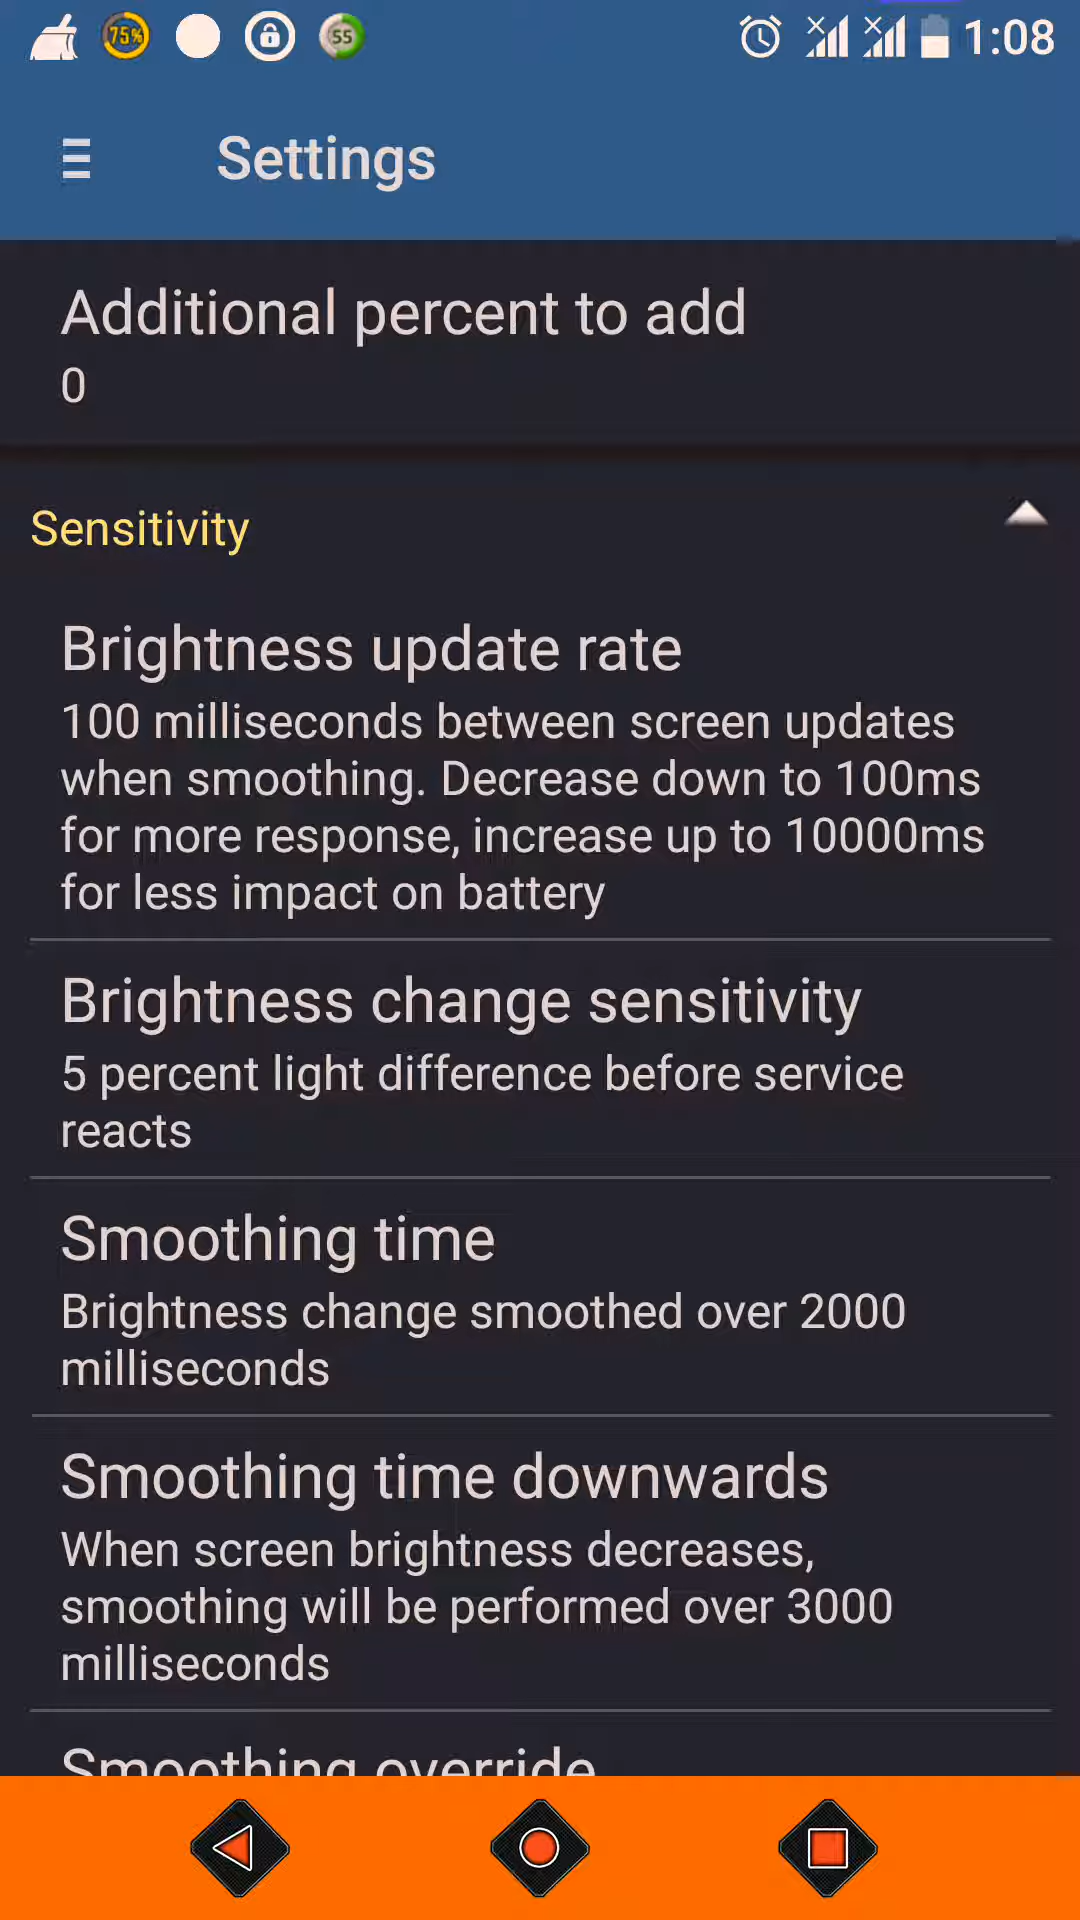 75%
55
1:08
Settings
Additional percent to add
0
Sensitivity
Brightness update rate
100 milliseconds between screen updates
when smoothing. Decrease down to 100ms
for more response, increase up to 10000ms
for less impact on battery
Brightness change sensitivity
5 percent light difference before service
reacts
Smoothing time
Brightness change smoothed over 2000
milliseconds
Smoothing time downwards
When screen brightness decreases,
smoothing will be performed over 3000
milliseconds
Smoothing override